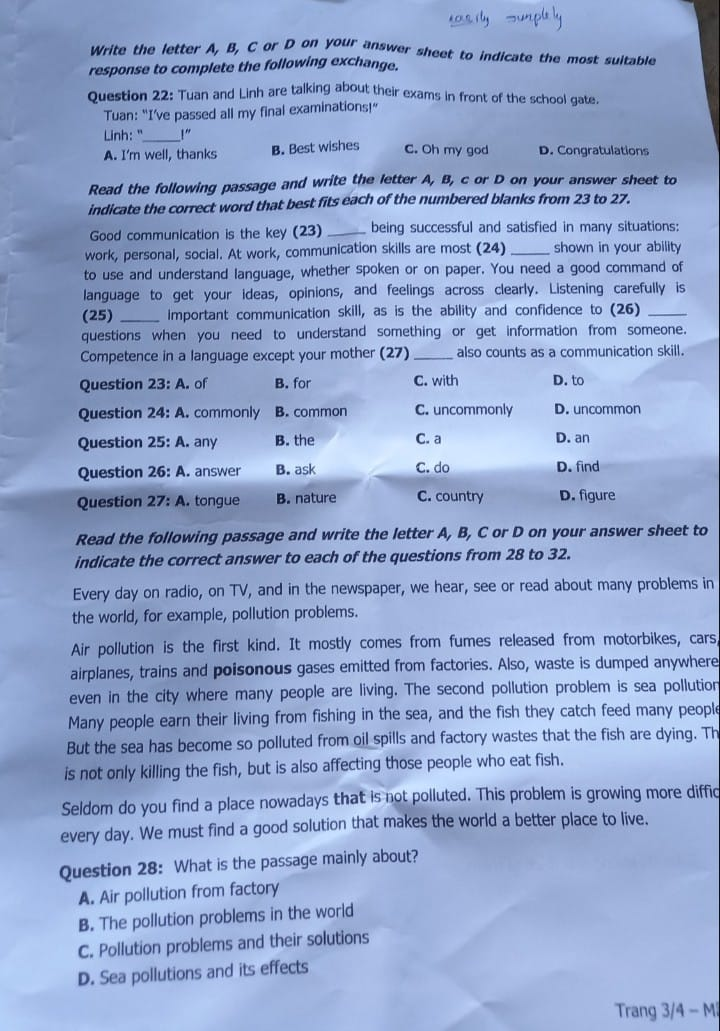 easily simplely
Write the letter A, B, C or D on your answer sheet to indicate the most suitable
response to complete the following exchange.
Question 22: Tuan and Linh are talking about their exams in front of the school gate.
Tuan: "I've passed all my final examinations!"
Linh: "______!"
A. I'm well, thanks B. Best wishes C. Oh my god D. Congratulations
Read the following passage and write the letter A, B, c or D on your answer sheet to
indicate the correct word that best fits each of the numbered blanks from 23 to 27.
Good communication is the key (23) _____ being successful and satisfied in many situations:
work, personal, social. At work, communication skills are most (24) _____ shown in your ability
to use and understand language, whether spoken or on paper. You need a good command of
language to get your ideas, opinions, and feelings across clearly. Listening carefully is
(25) _____ important communication skill, as is the ability and confidence to (26) _____
questions when you need to understand something or get information from someone.
Competence in a language except your mother (27) _____ also counts as a communication skill.
Question 23: A. of B. for C. with D. to
Question 24: A. commonly B. common C. uncommonly D. uncommon
Question 25: A. any B. the C. a D. an
Question 26: A. answer B. ask C. do D. find
Question 27: A. tongue B. nature C. country D. figure
Read the following passage and write the letter A, B, C or D on your answer sheet to
indicate the correct answer to each of the questions from 28 to 32.
Every day on radio, on TV, and in the newspaper, we hear, see or read about many problems in
the world, for example, pollution problems.
Air pollution is the first kind. It mostly comes from fumes released from motorbikes, cars,
airplanes, trains and poisonous gases emitted from factories. Also, waste is dumped anywhere
even in the city where many people are living. The second pollution problem is sea pollution
Many people earn their living from fishing in the sea, and the fish they catch feed many people
But the sea has become so polluted from oil spills and factory wastes that the fish are dying. Th
is not only killing the fish, but is also affecting those people who eat fish.
Seldom do you find a place nowadays that is not polluted. This problem is growing more diffic
every day. We must find a good solution that makes the world a better place to live.
Question 28: What is the passage mainly about?
A. Air pollution from factory
B. The pollution problems in the world
C. Pollution problems and their solutions
D. Sea pollutions and its effects
Trang 3/4 – M